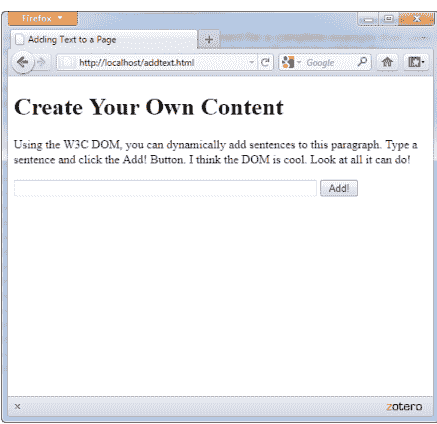 Firefox
Adding Text to a Page
http://localhost/addtext.html
Google
Create Your Own Content
Using the W3C DOM, you can dynamically add sentences to this paragraph. Type a
sentence and click the Add! Button. I think the DOM is cool. Look at all it can do!
Add!
x
zotero